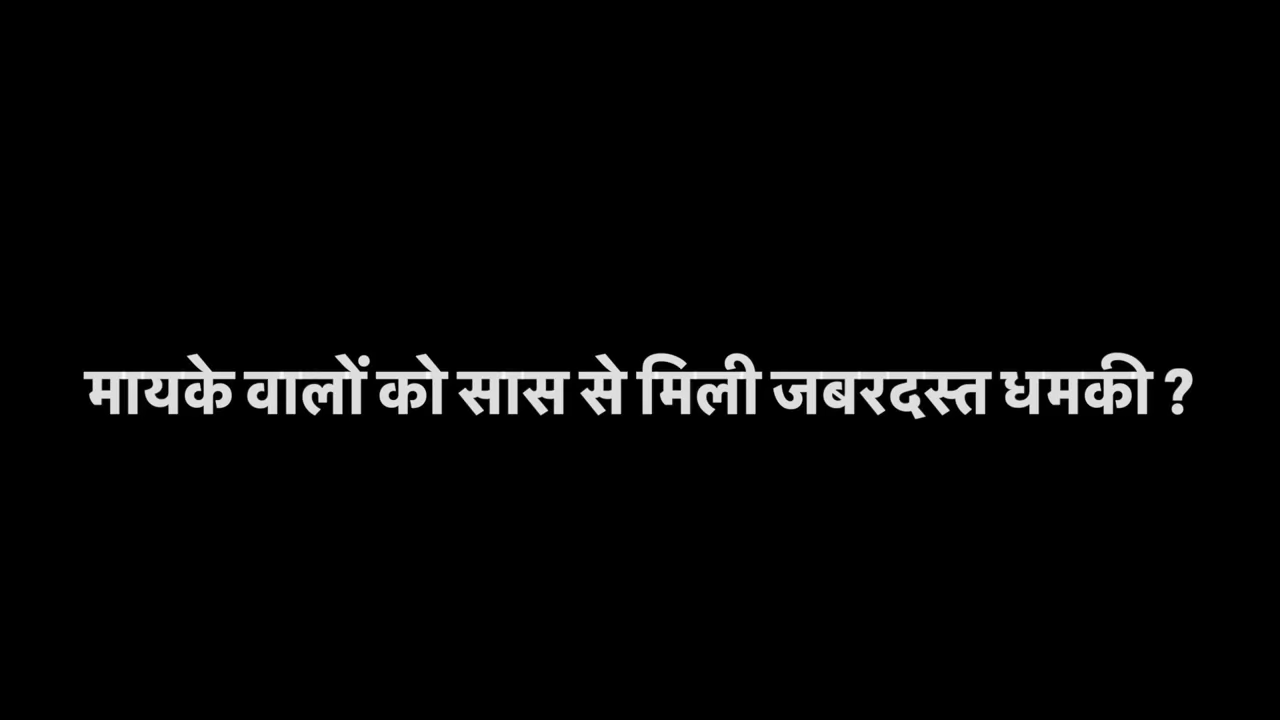 मायके वालों को सास से मिली जबरदस्त धमकी ?